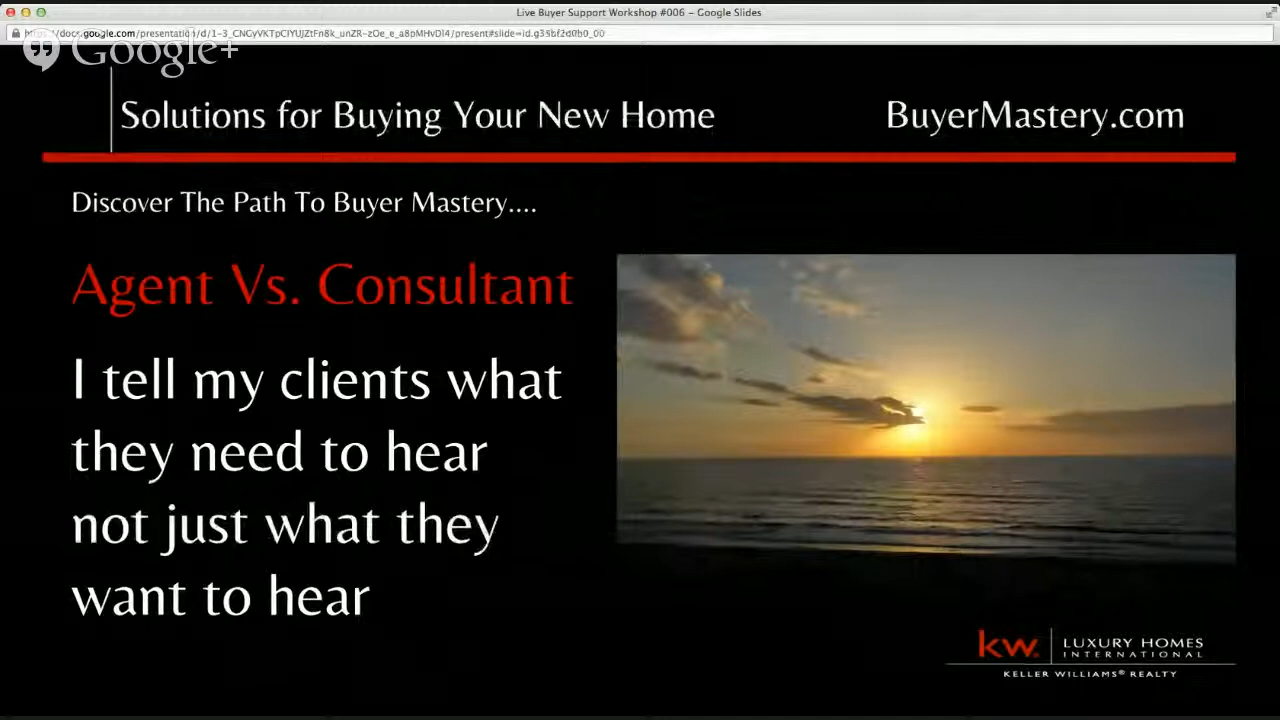 Live Buyer Support Workshop #006 – Google Slides
Google+
Solutions for Buying Your New Home
BuyerMastery.com
Discover The Path To Buyer Mastery....
Agent Vs. Consultant
I tell my clients what
they need to hear
not just what they
want to hear
kw
LUXURY HOMES
INTERNATIONAL
KELLER WILLIAMS® REALTY